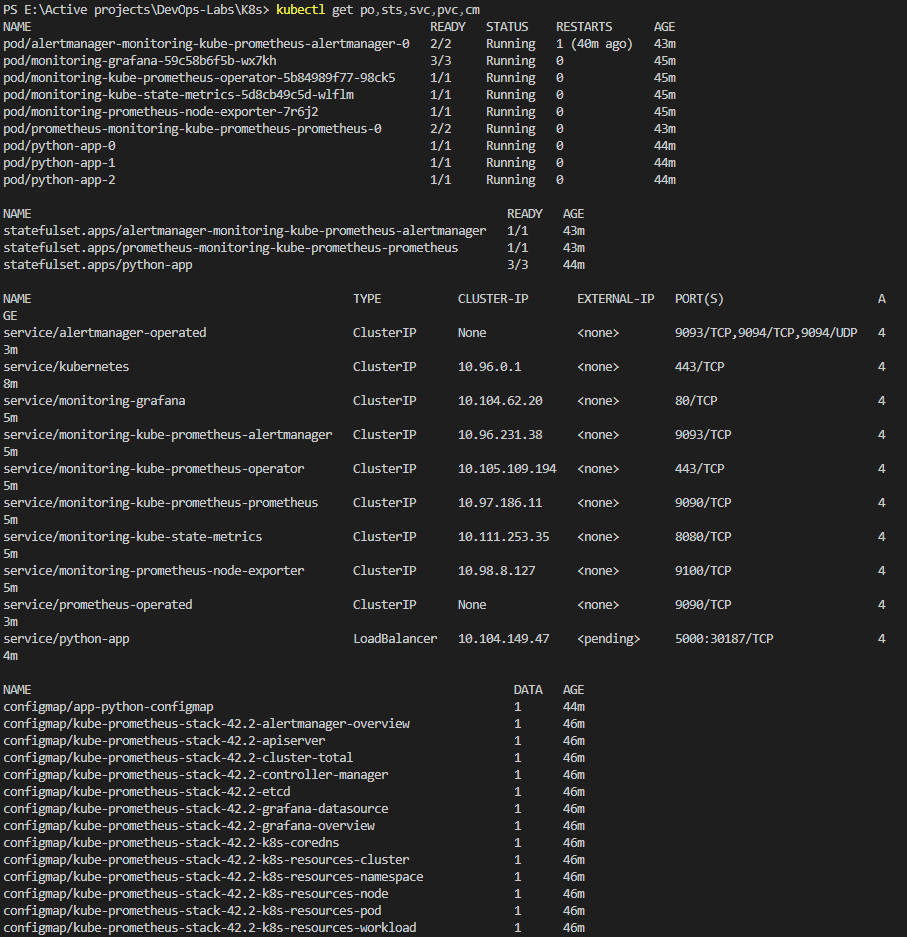 PS E:\Active projects\DevOps-Labs\K8s> kubectl get po,sts,svc,pvc,cm
NAME READY STATUS RESTARTS AGE
pod/alertmanager-monitoring-kube-prometheus-alertmanager-0 2/2 Running 1 (40m ago) 43m
pod/monitoring-grafana-59c58b6f5b-wx7kh 3/3 Running 0 45m
pod/monitoring-kube-prometheus-operator-5b84989f77-98ck5 1/1 Running 0 45m
pod/monitoring-kube-state-metrics-5d8cb49c5d-wlflm 1/1 Running 0 45m
pod/monitoring-prometheus-node-exporter-7r6j2 1/1 Running 0 45m
pod/prometheus-monitoring-kube-prometheus-prometheus-0 2/2 Running 0 43m
pod/python-app-0 1/1 Running 0 44m
pod/python-app-1 1/1 Running 0 44m
pod/python-app-2 1/1 Running 0 44m
NAME READY AGE
statefulset.apps/alertmanager-monitoring-kube-prometheus-alertmanager 1/1 43m
statefulset.apps/prometheus-monitoring-kube-prometheus-prometheus 1/1 43m
statefulset.apps/python-app 3/3 44m
NAME TYPE CLUSTER-IP EXTERNAL-IP PORT(S) A
GE
service/alertmanager-operated ClusterIP None <none> 9093/TCP,9094/TCP,9094/UDP 4
3m
service/kubernetes ClusterIP 10.96.0.1 <none> 443/TCP 4
8m
service/monitoring-grafana ClusterIP 10.104.62.20 <none> 80/TCP 4
5m
service/monitoring-kube-prometheus-alertmanager ClusterIP 10.96.231.38 <none> 9093/TCP 4
5m
service/monitoring-kube-prometheus-operator ClusterIP 10.105.109.194 <none> 443/TCP 4
5m
service/monitoring-kube-prometheus-prometheus ClusterIP 10.97.186.11 <none> 9090/TCP 4
5m
service/monitoring-kube-state-metrics ClusterIP 10.111.253.35 <none> 8080/TCP 4
5m
service/monitoring-prometheus-node-exporter ClusterIP 10.98.8.127 <none> 9100/TCP 4
5m
service/prometheus-operated ClusterIP None <none> 9090/TCP 4
3m
service/python-app LoadBalancer 10.104.149.47 <pending> 5000:30187/TCP 4
4m
NAME DATA AGE
configmap/app-python-configmap 1 44m
configmap/kube-prometheus-stack-42.2-alertmanager-overview 1 46m
configmap/kube-prometheus-stack-42.2-apiserver 1 46m
configmap/kube-prometheus-stack-42.2-cluster-total 1 46m
configmap/kube-prometheus-stack-42.2-controller-manager 1 46m
configmap/kube-prometheus-stack-42.2-etcd 1 46m
configmap/kube-prometheus-stack-42.2-grafana-datasource 1 46m
configmap/kube-prometheus-stack-42.2-grafana-overview 1 46m
configmap/kube-prometheus-stack-42.2-k8s-coredns 1 46m
configmap/kube-prometheus-stack-42.2-k8s-resources-cluster 1 46m
configmap/kube-prometheus-stack-42.2-k8s-resources-namespace 1 46m
configmap/kube-prometheus-stack-42.2-k8s-resources-node 1 46m
configmap/kube-prometheus-stack-42.2-k8s-resources-pod 1 46m
configmap/kube-prometheus-stack-42.2-k8s-resources-workload 1 46m